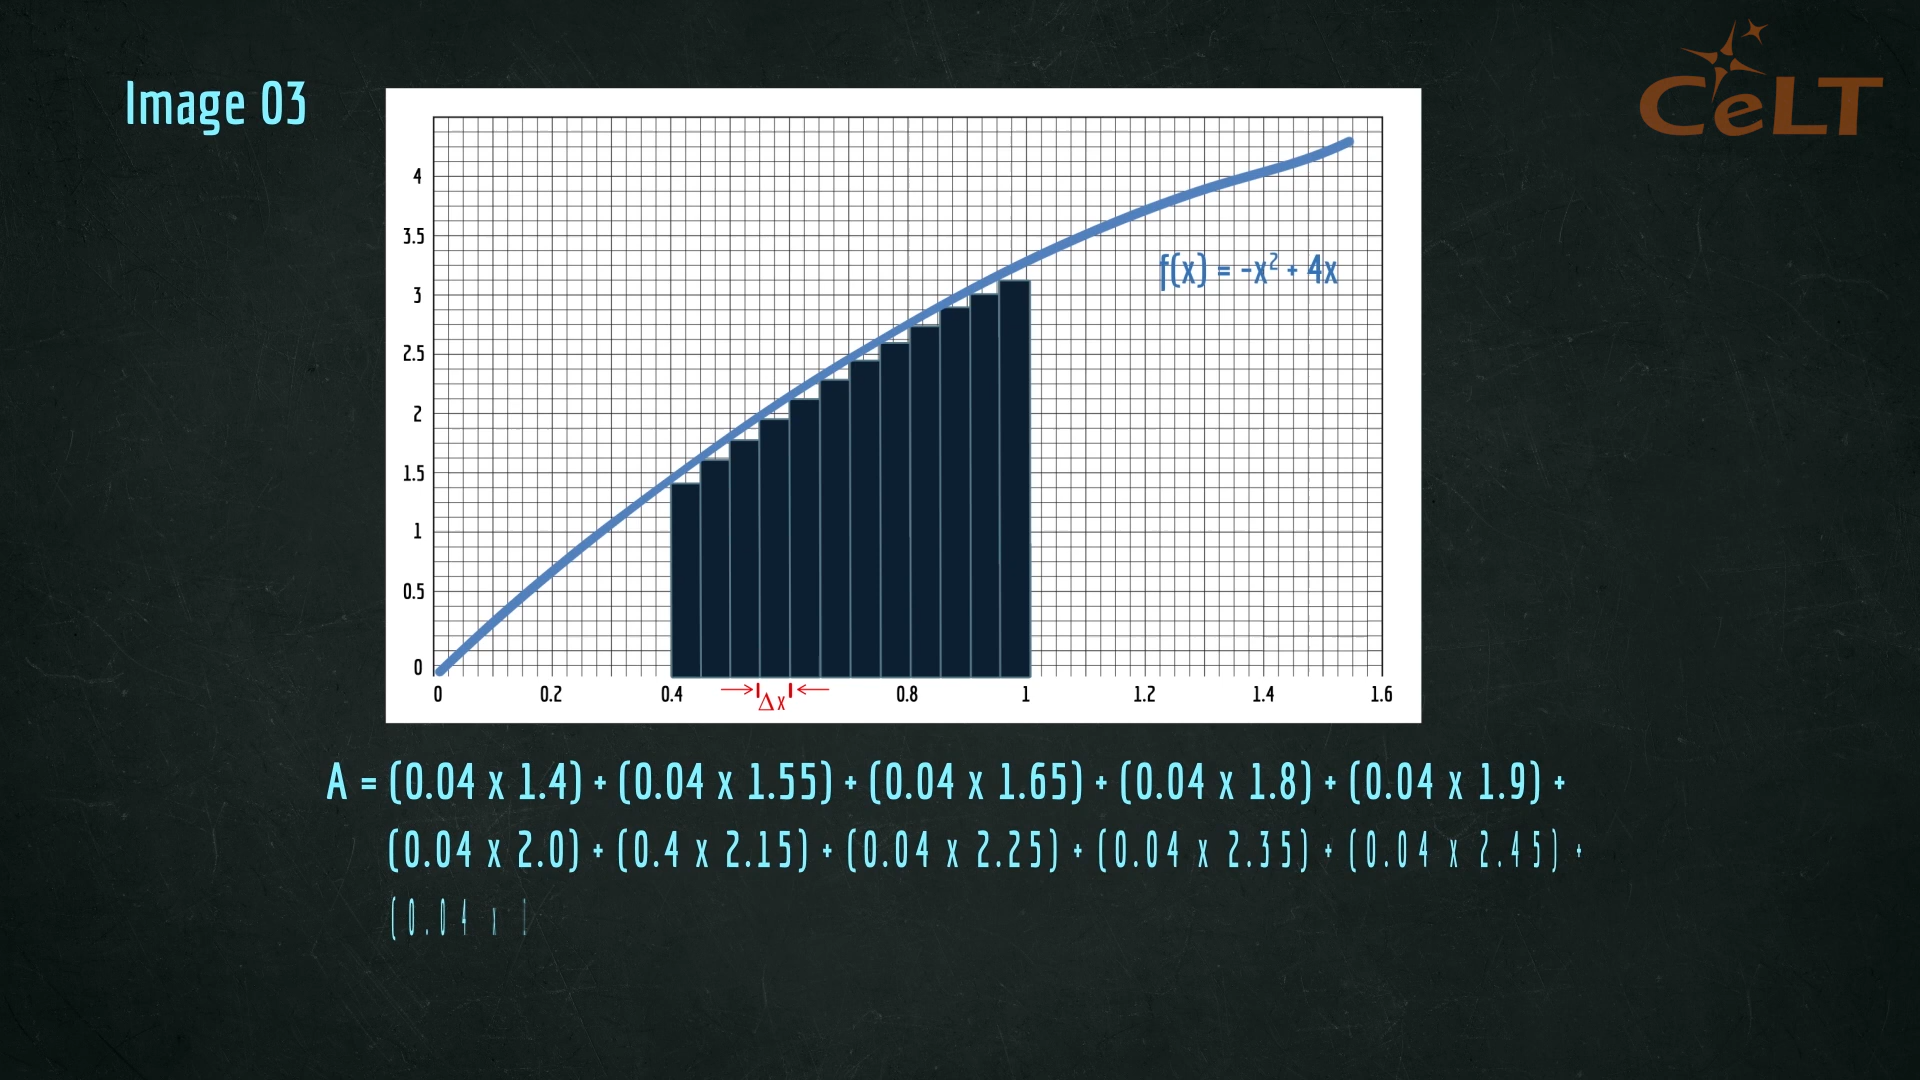 Image 03
CeLT
4
3.5
3
2.5
2
1.5
1
0.5
0
f(x) = -x² + 4x
0 0.2 0.4 0.8 1 1.2 1.4 1.6
Δx
A = (0.04 x 1.4) + (0.04 x 1.55) + (0.04 x 1.65) + (0.04 x 1.8) + (0.04 x 1.9) +
(0.04 x 2.0) + (0.4 x 2.15) + (0.04 x 2.25) + (0.04 x 2.35) + (0.04 x 2.45) +
(0.04 x